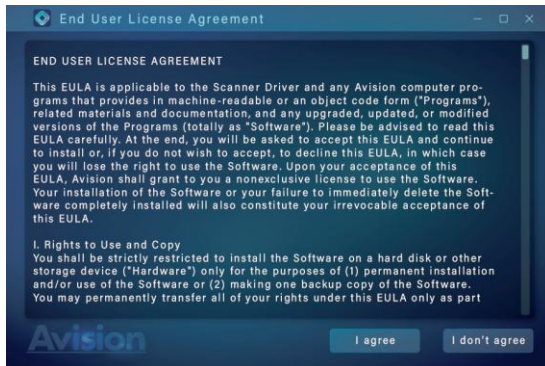 End User License Agreement
END USER LICENSE AGREEMENT
This EULA is applicable to the Scanner Driver and any Avision computer pro-
grams that provides in machine-readable or an object code form ("Programs"),
related materials and documentation, and any upgraded, updated, or modified
versions of the Programs (totally as "Software"). Please be advised to read this
EULA carefully. At the end, you will be asked to accept this EULA and continue
to install or, if you do not wish to accept, to decline this EULA, in which case
you will lose the right to use the Software. Upon your acceptance of this
EULA, Avision shall grant to you a nonexclusive license to use the Software.
Your installation of the Software or your failure to immediately delete the Soft-
ware completely installed will also constitute your irrevocable acceptance of
this EULA.
I. Rights to Use and Copy
You shall be strictly restricted to install the Software on a hard disk or other
storage device ("Hardware") only for the purposes of (1) permanent installation
and/or use of the Software or (2) making one backup copy of the Software.
You may permanently transfer all of your rights under this EULA only as part
Avision
I agree
I don't agree